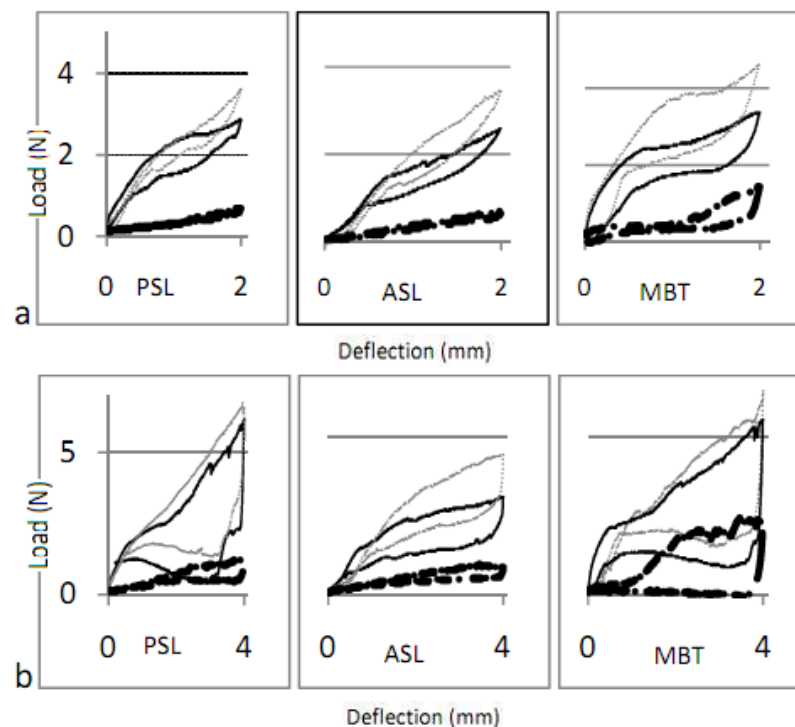 4
2
0
Load (N)
0 PSL 2
0 ASL 2
0 MBT 2
a
Deflection (mm)
5
0
Load (N)
0 PSL 4
0 ASL 4
0 MBT 4
b
Deflection (mm)